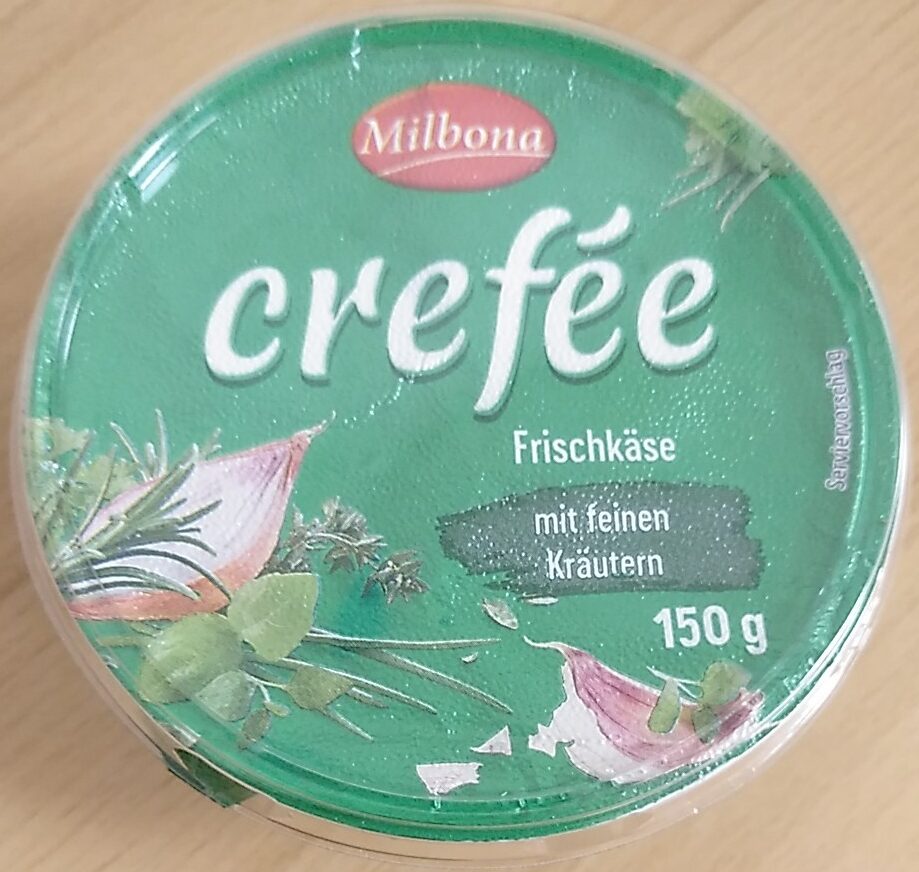 Milbona
crefée
Frischkäse
mit feinen
Kräutern
150 g
Serviervorschlag